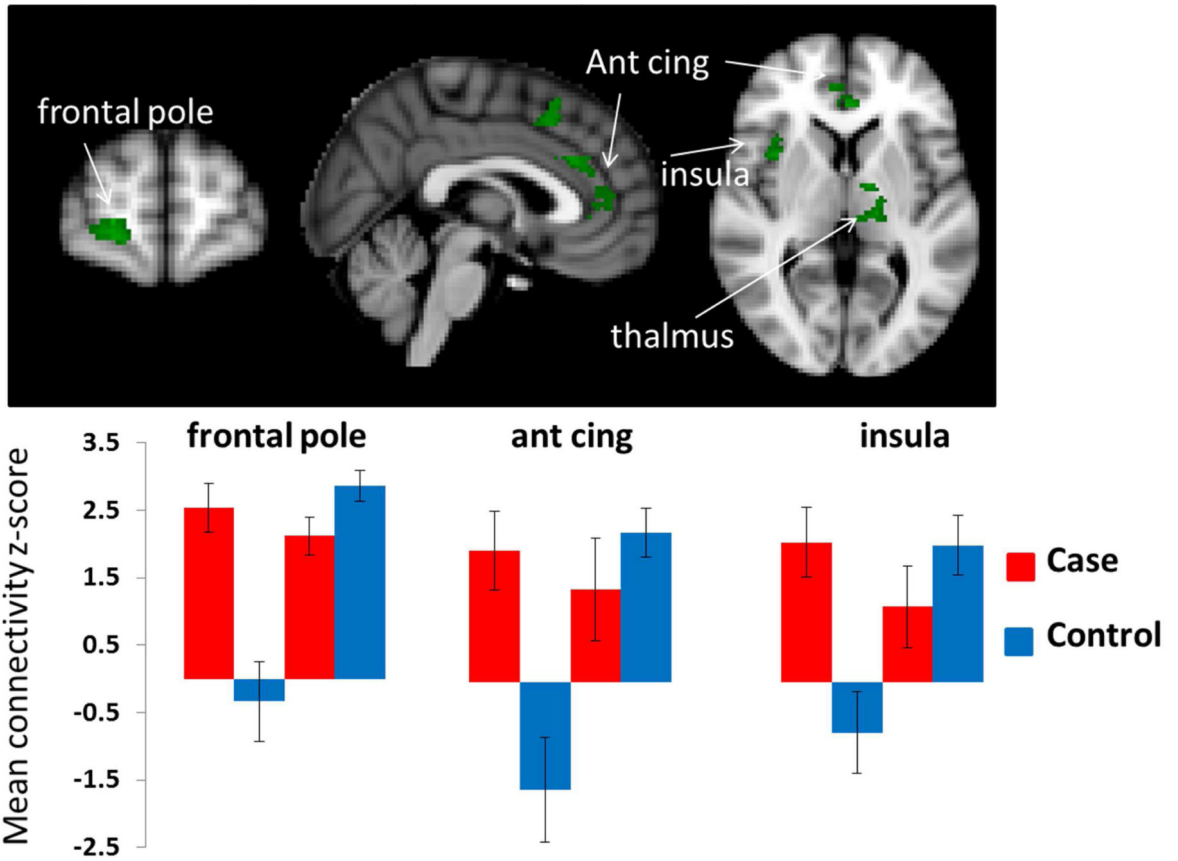 Ant cing
frontal pole
insula
thalmus
frontal pole
ant cing
insula
Mean connectivity z-score
3.5
2.5
1.5
0.5
-0.5
-1.5
-2.5
Case
Control